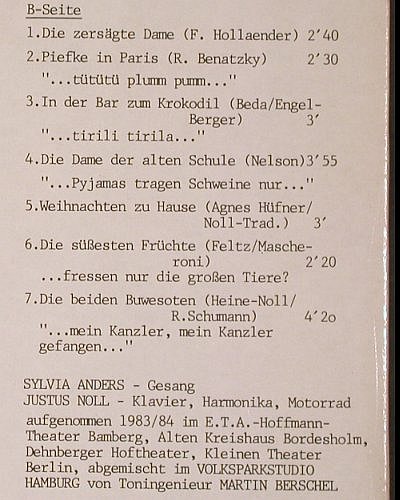 B-Seite
1.Die zersägte Dame (F. Hollaender) 2'40
2.Piefke in Paris (R. Benatzky) 2'30
"...tütütü plumm pumm..."
3.In der Bar zum Krokodil (Beda/Engel-
Berger) 3'
"...tirili tirila..."
4.Die Dame der alten Schule (Nelson)3'55
"...Pyjamas tragen Schweine nur..."
5.Weihnachten zu Hause (Agnes Hüfner/
Noll-Trad.) 3'
6.Die süßesten Früchte (Feltz/Masche-
roni) 2'20
...fressen nur die großen Tiere?
7.Die beiden Buwesoten (Heine-Noll/
R.Schumann) 4'2o
"...mein Kanzler, mein Kanzler
gefangen..."
SYLVIA ANDERS - Gesang
JUSTUS NOLL - Klavier, Harmonika, Motorrad
aufgenommen 1983/84 im E.T.A.-Hoffmann-
Theater Bamberg, Alten Kreishaus Bordesholm,
Dehnberger Hoftheater, Kleinen Theater
Berlin, abgemischt im VOLKSPARKSTUDIO
HAMBURG von Toningenieur MARTIN BERSCHEL